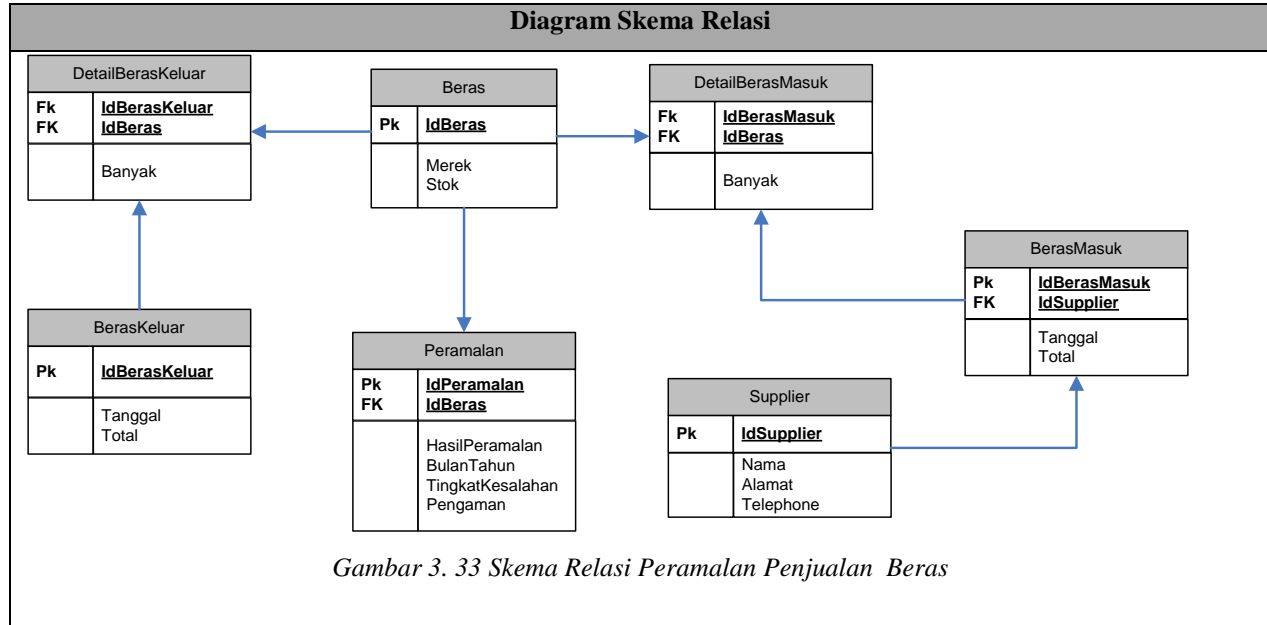 Diagram Skema Relasi
DetailBerasKeluar
Fk IdBerasKeluar
FK IdBeras
Banyak
Beras
Pk IdBeras
Merek
Stok
DetailBerasMasuk
Fk IdBerasMasuk
FK IdBeras
Banyak
BerasMasuk
Pk IdBerasMasuk
FK IdSupplier
Tanggal
Total
BerasKeluar
Pk IdBerasKeluar
Tanggal
Total
Peramalan
Pk IdPeramalan
FK IdBeras
HasilPeramalan
BulanTahun
TingkatKesalahan
Pengaman
Supplier
Pk IdSupplier
Nama
Alamat
Telephone
Gambar 3. 33 Skema Relasi Peramalan Penjualan Beras